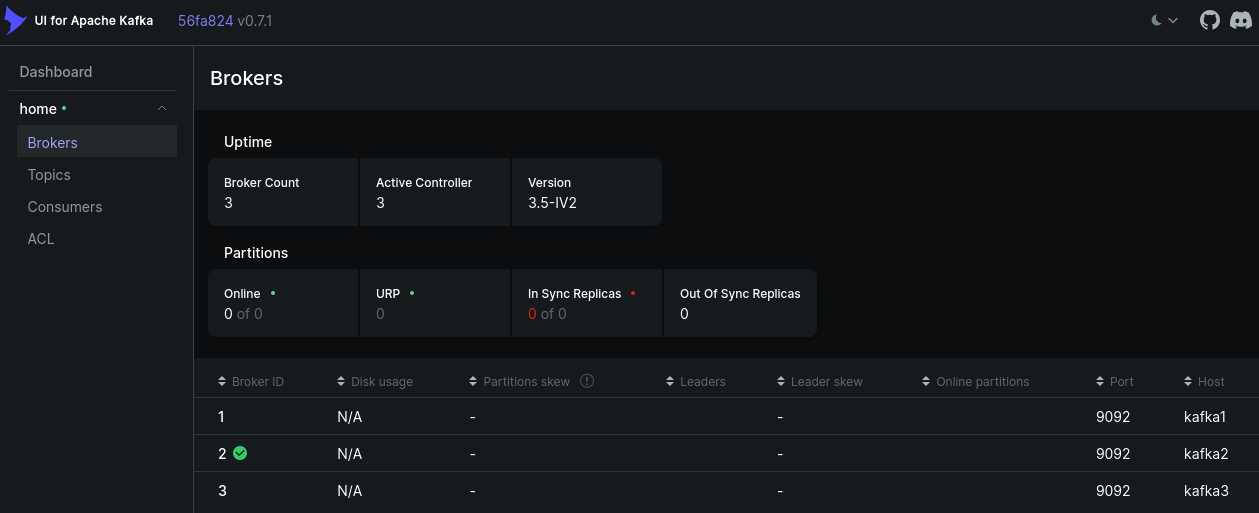 UI for Apache Kafka 56fa824 v0.7.1
Dashboard
home
Brokers
Topics
Consumers
ACL
Brokers
Uptime
Broker Count Active Controller Version
3 3 3.5-IV2
Partitions
Online URP In Sync Replicas Out Of Sync Replicas
0 of 0 0 0 of 0 0
Broker ID Disk usage Partitions skew Leaders Leader skew Online partitions Port Host
1 N/A - - 9092 kafka1
2 N/A - - 9092 kafka2
3 N/A - - 9092 kafka3